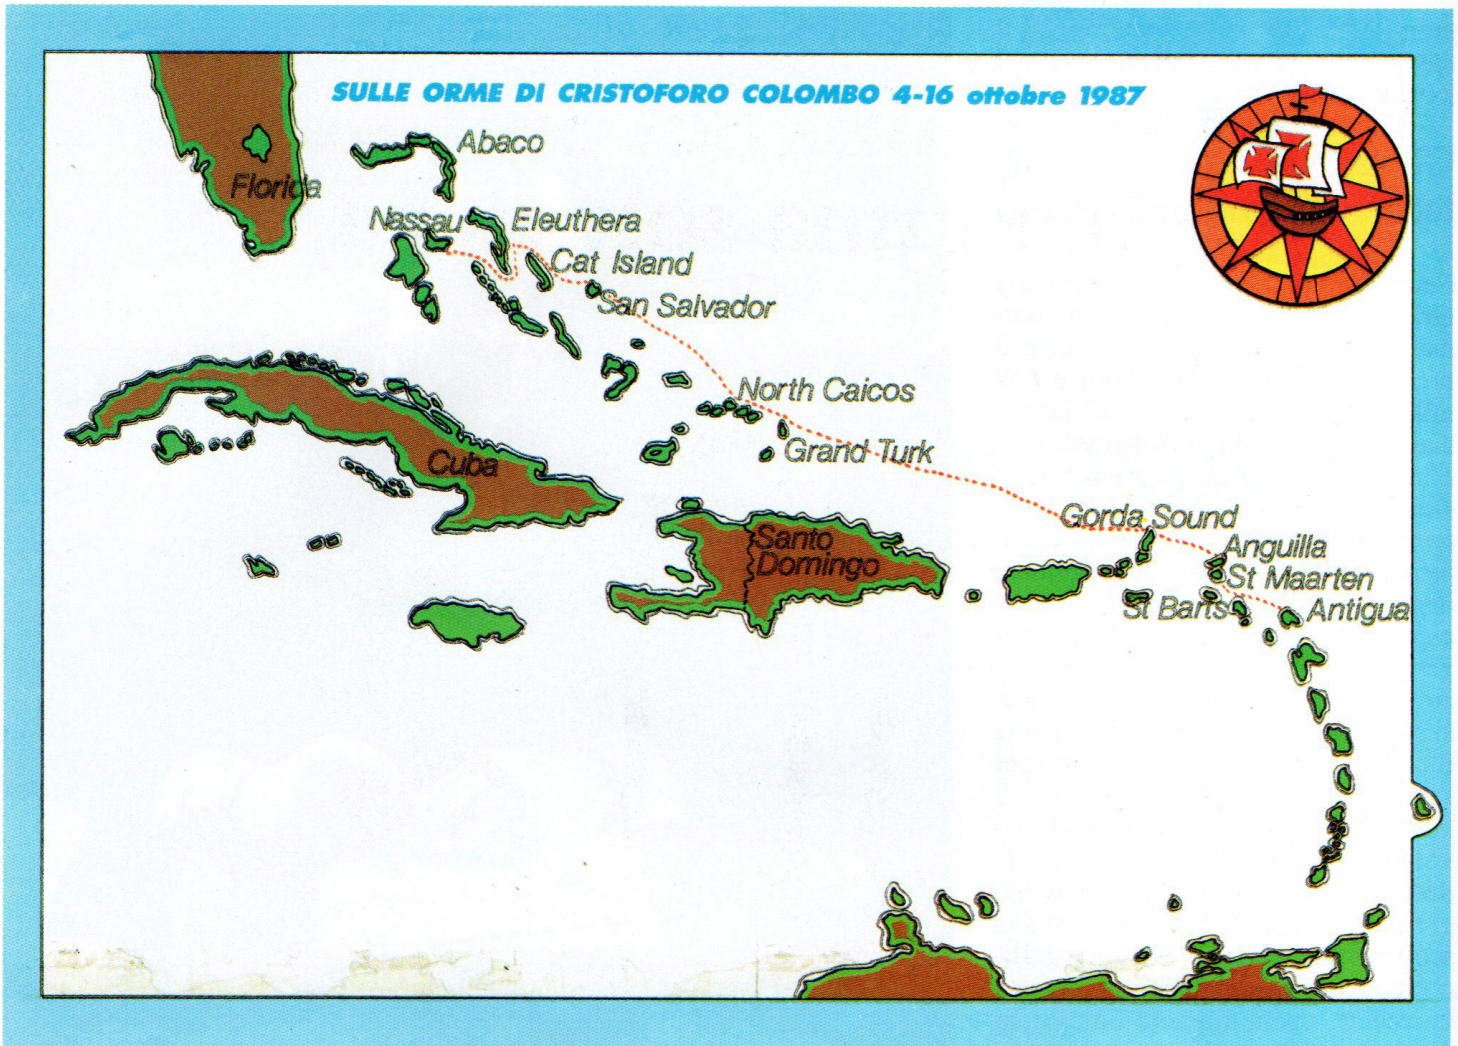 SULLE ORME DI CRISTOFORO COLOMBO 4-16 ottobre 1987
Abaco
Florida
Nassau
Eleuthera
Cat Island
San Salvador
North Caicos
Grand Turk
Cuba
Gorda Sound
Santo
Domingo
Anguilla
St Maarten
St Barts
Antigua